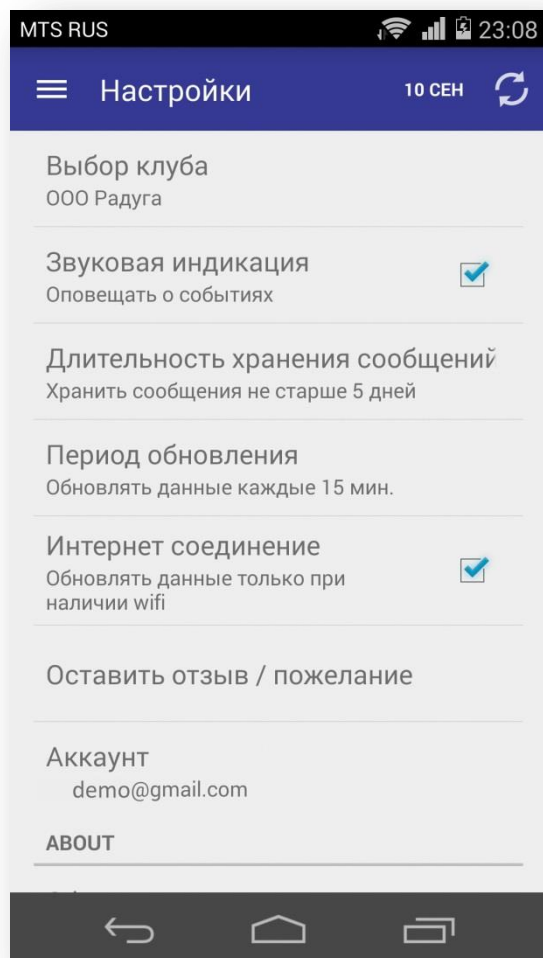 MTS RUS 23:08
Настройки 10 СЕН
Выбор клуба
ООО Радуга
Звуковая индикация
Оповещать о событиях
Длительность хранения сообщений
Хранить сообщения не старше 5 дней
Период обновления
Обновлять данные каждые 15 мин.
Интернет соединение
Обновлять данные только при
наличии wifi
Оставить отзыв / пожелание
Аккаунт
demo@gmail.com
ABOUT